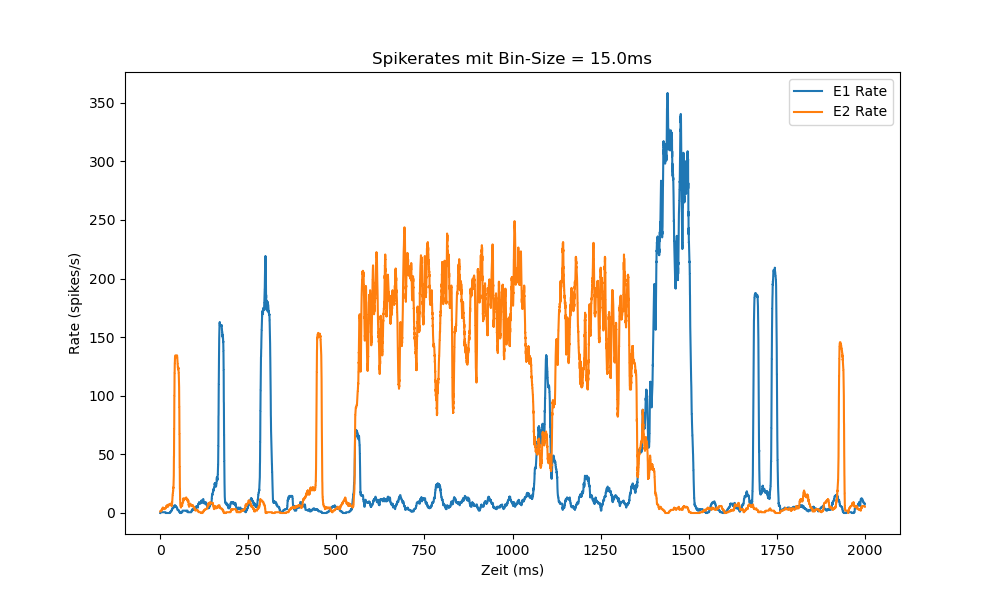 Spikerates mit Bin-Size = 15.0ms
E1 Rate
E2 Rate
Rate (spikes/s)
350
300
250
200
150
100
50
0
0 250 500 750 1000 1250 1500 1750 2000
Zeit (ms)